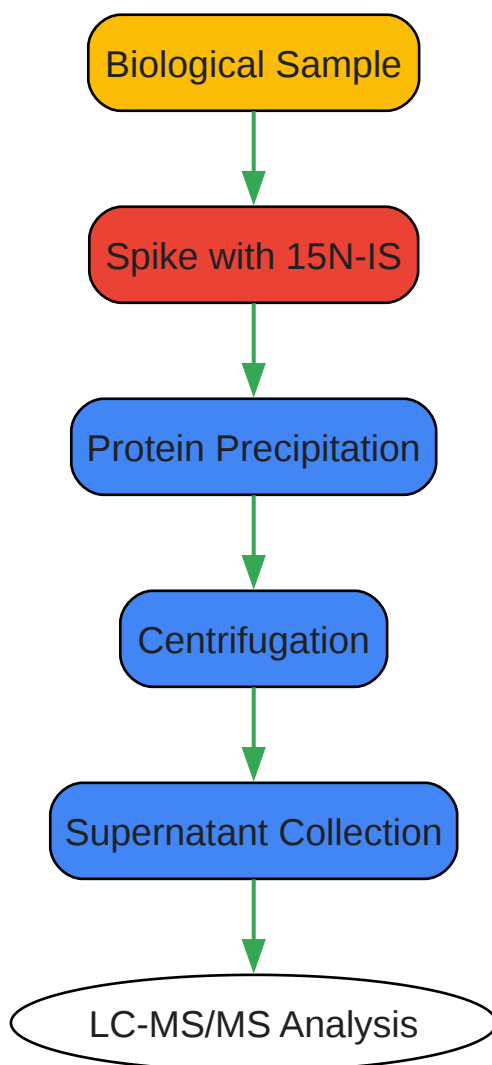 Biological Sample
Spike with 15N-IS
Protein Precipitation
Centrifugation
Supernatant Collection
LC-MS/MS Analysis